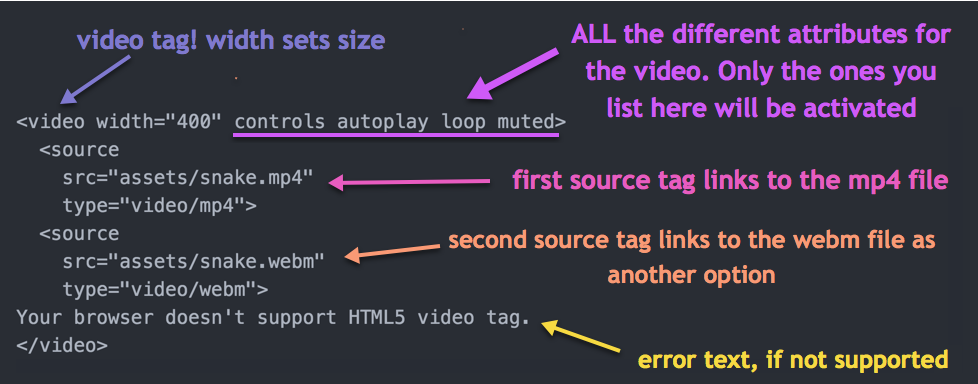 video tag! width sets size
ALL the different attributes for
the video. Only the ones you
list here will be activated
<video width="400" controls autoplay loop muted>
<source
src="assets/snake.mp4"
first source tag links to the mp4 file
type="video/mp4">
<source
second source tag links to the webm file as
another option
src="assets/snake.webm"
type="video/webm">
Your browser doesn't support HTML5 video tag.
</video>
error text, if not supported